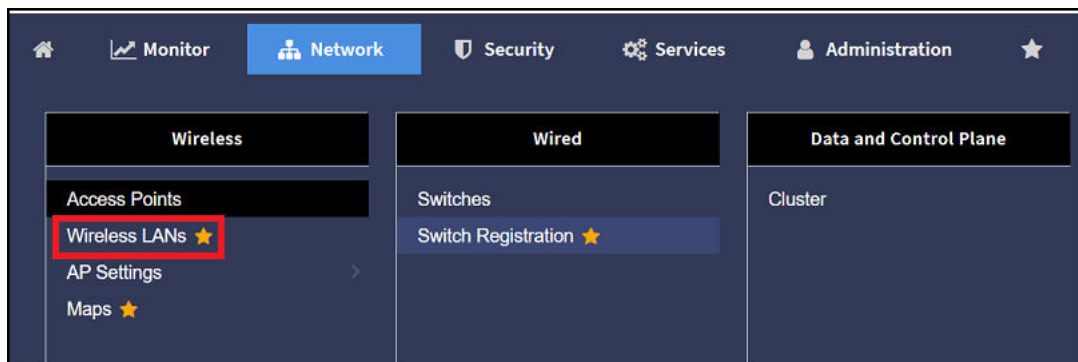 Monitor Network Security Services Administration
Wireless
Access Points
Wireless LANs
AP Settings
Maps
Wired
Switches
Switch Registration
Data and Control Plane
Cluster